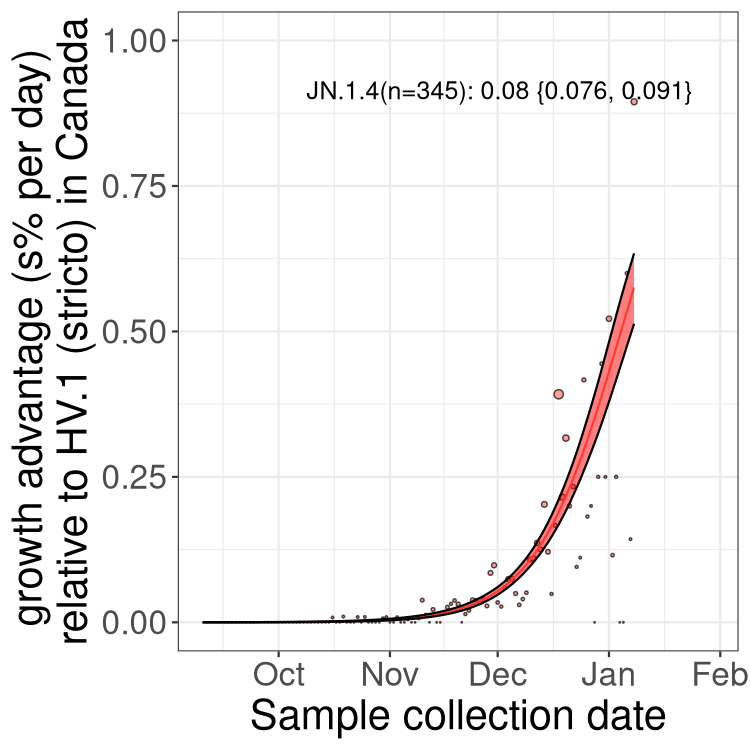 growth advantage (s% per day)
relative to HV.1 (stricto) in Canada
1.00
0.75
0.50
0.25
0.00
JN.1.4(n=345): 0.08 {0.076, 0.091}
Oct Nov Dec Jan Feb
Sample collection date